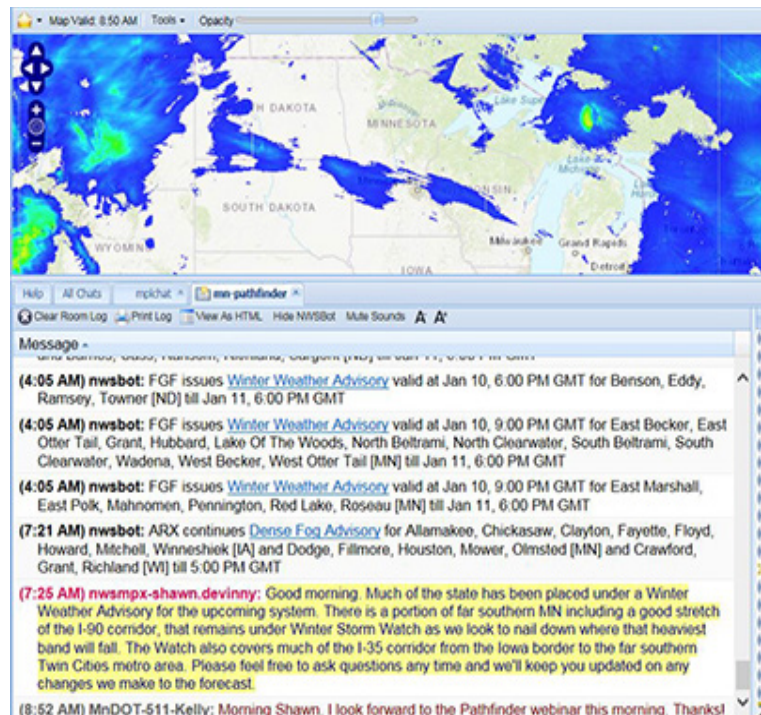 Map Valid: 8:50 AM Tools Opacity
H DAKOTA
MINNESOTA
Lake Supe
SOUTH DAKOTA
Lake
Michigan
Lake
WYOMIN
Milwaukee Grand Rapids
IOWA
Detroit
Help All Chats mplchat mn-pathfinder
Clear Room Log Print Log View As HTML Hide NWSBot Mute Sounds A A
Message
(4:05 AM) nwsbot: FGF issues Winter Weather Advisory valid at Jan 10, 6:00 PM GMT for Benson, Eddy,
Ramsey, Towner [ND] till Jan 11, 6:00 PM GMT
(4:05 AM) nwsbot: FGF issues Winter Weather Advisory valid at Jan 10, 9:00 PM GMT for East Becker, East
Otter Tail, Grant, Hubbard, Lake Of The Woods, North Beltrami, North Clearwater, South Beltrami, South
Clearwater, Wadena, West Becker, West Otter Tail [MN] till Jan 11, 6:00 PM GMT
(4:05 AM) nwsbot: FGF issues Winter Weather Advisory valid at Jan 10, 9:00 PM GMT for East Marshall,
East Polk, Mahnomen, Pennington, Red Lake, Roseau [MN] till Jan 11, 6:00 PM GMT
(7:21 AM) nwsbot: ARX continues Dense Fog Advisory for Allamakee, Chickasaw, Clayton, Fayette, Floyd,
Howard, Mitchell, Winneshiek [IA] and Dodge, Fillmore, Houston, Mower, Olmsted [MN] and Crawford,
Grant, Richland [WI] till 5:00 PM GMT
(7:25 AM) nwsmpx-shawn.devinny: Good morning. Much of the state has been placed under a Winter
Weather Advisory for the upcoming system. There is a portion of far southern MN including a good stretch
of the I-90 corridor, that remains under Winter Storm Watch as we look to nail down where that heaviest
band will fall. The Watch also covers much of the I-35 corridor from the Iowa border to the far southern
Twin Cities metro area. Please feel free to ask questions any time and we'll keep you updated on any
changes we make to the forecast.
(8:52 AM) MnDOT-511-Kelly: Morning Shawn. I look forward to the Pathfinder webinar this morning. Thanks!